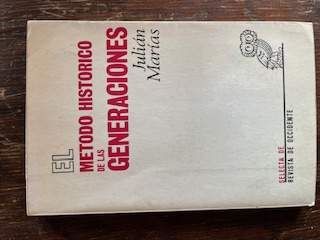 EL
METODO HISTORICO
DE LAS
GENERACIONES
Julián
Marías
SELECTA DE
REVISTA DE OCCIDENTE